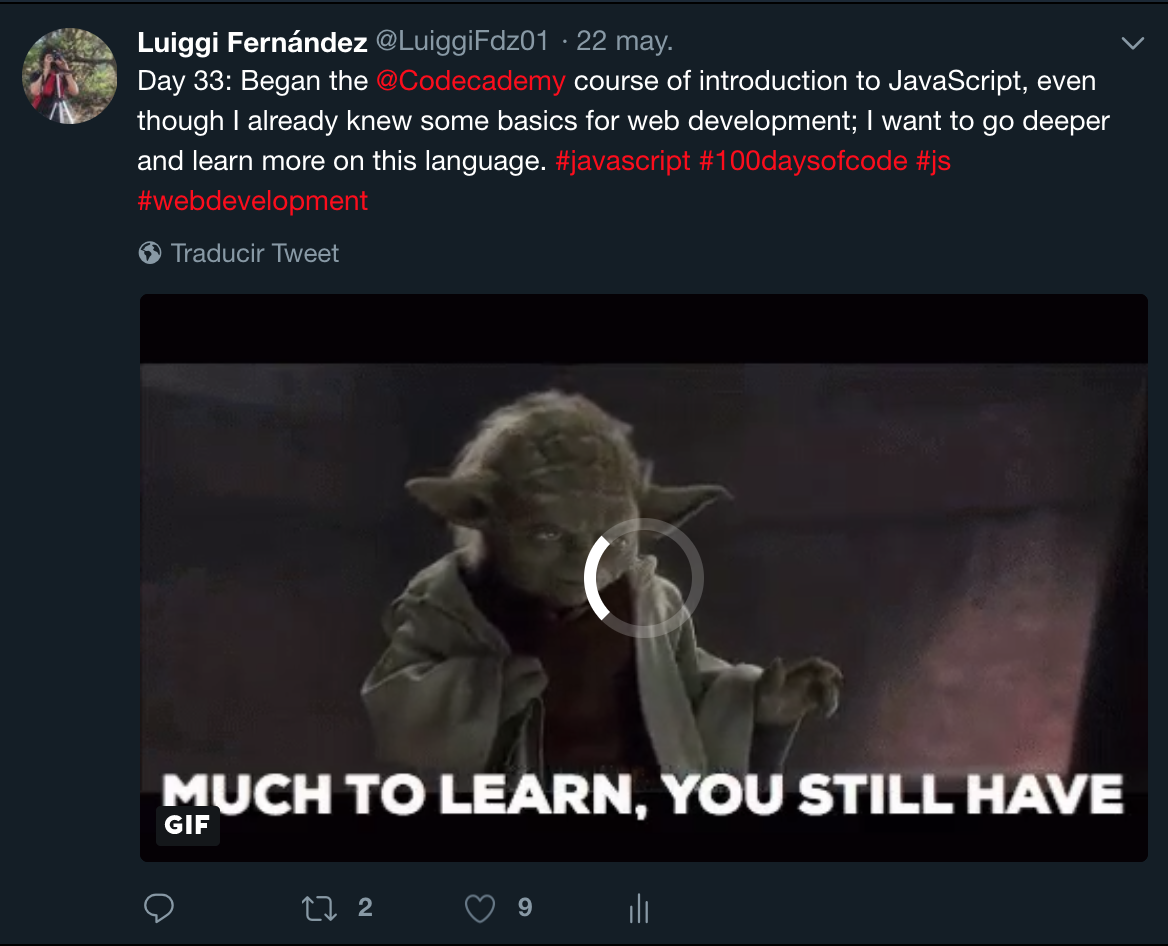 Luiggi Fernández @LuiggiFdz01 · 22 may.
Day 33: Began the @Codecademy course of introduction to JavaScript, even
though I already knew some basics for web development; I want to go deeper
and learn more on this language. #javascript #100daysofcode #js
#webdevelopment
Traducir Tweet
MUCH TO LEARN, YOU STILL HAVE
GIF
2 9